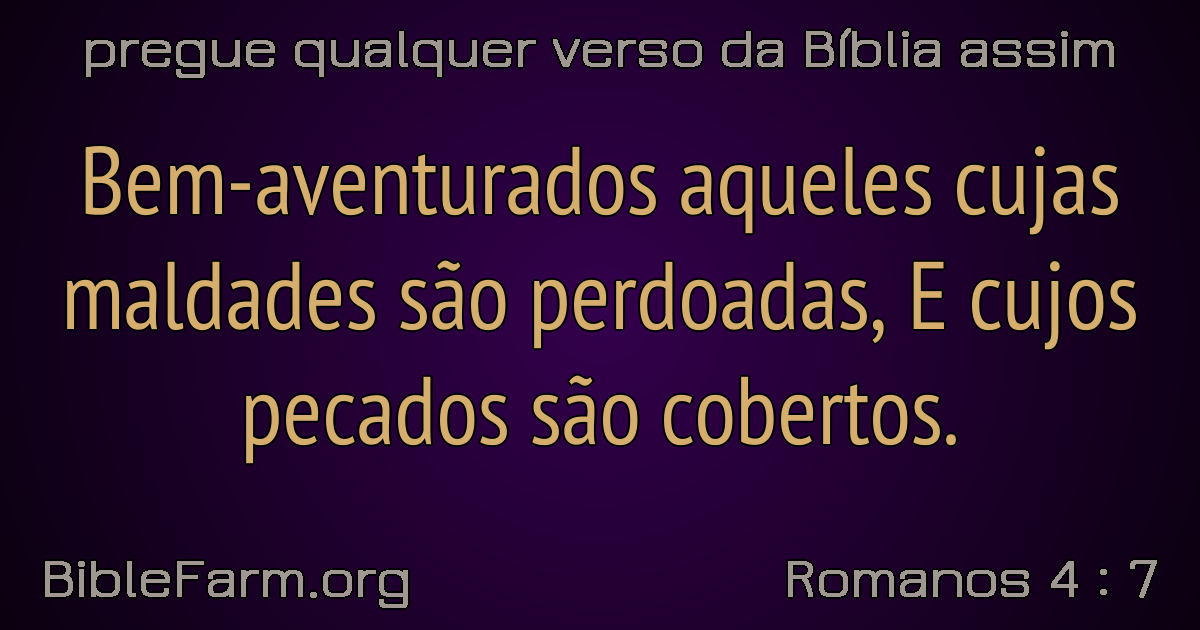 pregue qualquer verso da Bíblia assim
Bem-aventurados aqueles cujas
maldades são perdoadas, E cujos
pecados são cobertos.
BibleFarm.org
Romanos 4 : 7